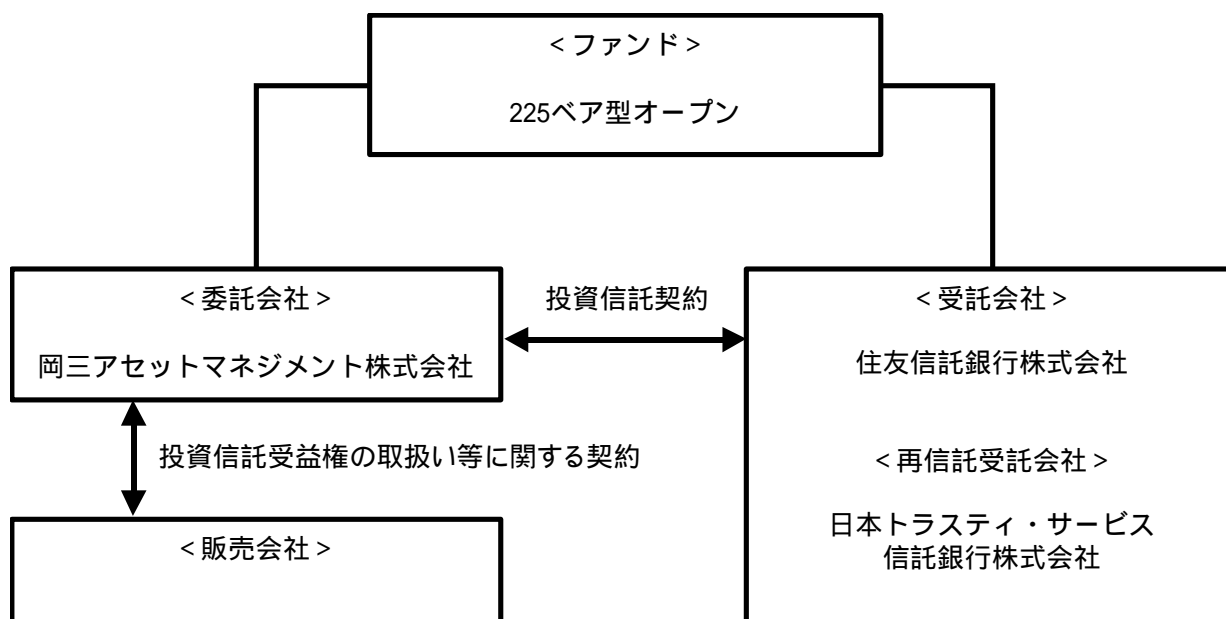 <ファンド>
225ベア型オープン
<委託会社>
岡三アセットマネジメント株式会社
投資信託契約
<受託会社>
住友信託銀行株式会社
<再信託受託会社>
日本トラスティ・サービス
信託銀行株式会社
投資信託受益権の取扱い等に関する契約
<販売会社>